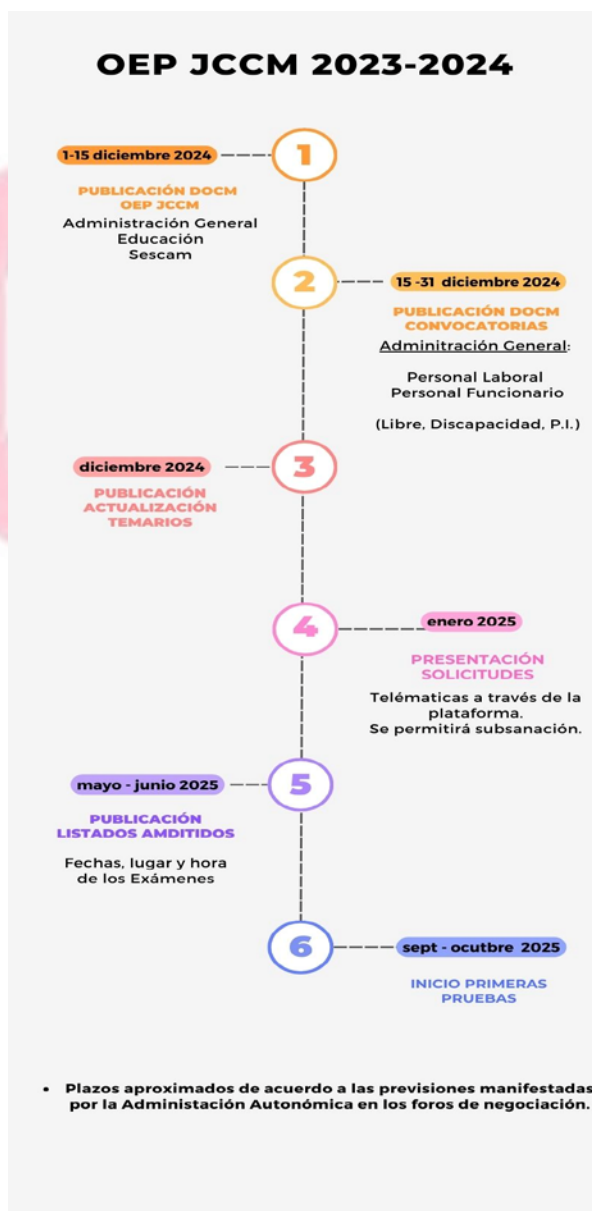 OEP JCCM 2023-2024
1-15 diciembre 2024
1
PUBLICACIÓN DOCM
OEP JCCM
Administración General
Educación
Sescam
2
15 -31 diciembre 2024
PUBLICACIÓN DOCM
CONVOCATORIAS
Adminitración General:
Personal Laboral
Personal Funcionario
(Libre, Discapacidad, P.I.)
diciembre 2024
3
PUBLICACIÓN
ACTUALIZACIÓN
TEMARIOS
4
enero 2025
PRESENTACIÓN
SOLICITUDES
Telématicas a través de la
plataforma.
Se permitirá subsanación.
mayo - junio 2025
5
PUBLICACIÓN
LISTADOS AMDITIDOS
Fechas, lugar y hora
de los Exámenes
6
sept - ocutbre 2025
INICIO PRIMERAS
PRUEBAS
• Plazos aproximados de acuerdo a las previsiones manifestadas
por la Administación Autonómica en los foros de negociación.